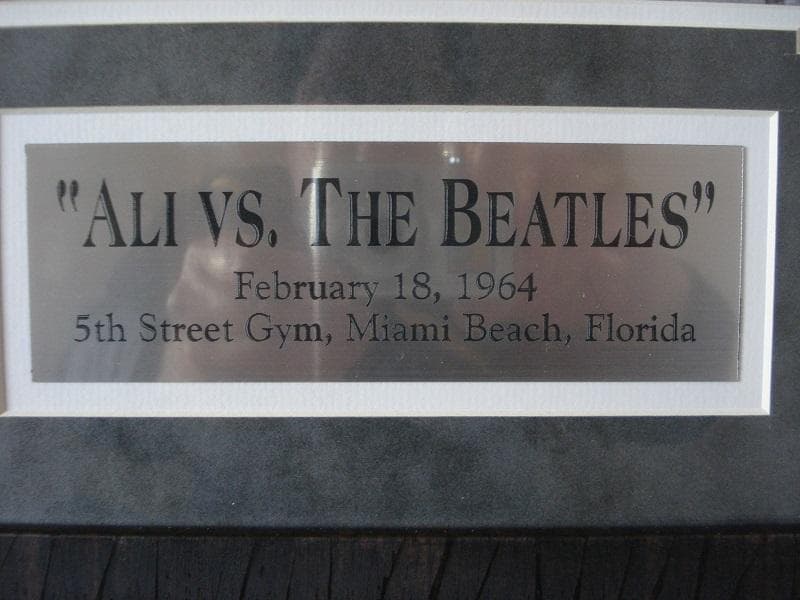 "ALI VS. THE BEATLES"
February 18, 1964
5th Street Gym, Miami Beach, Florida